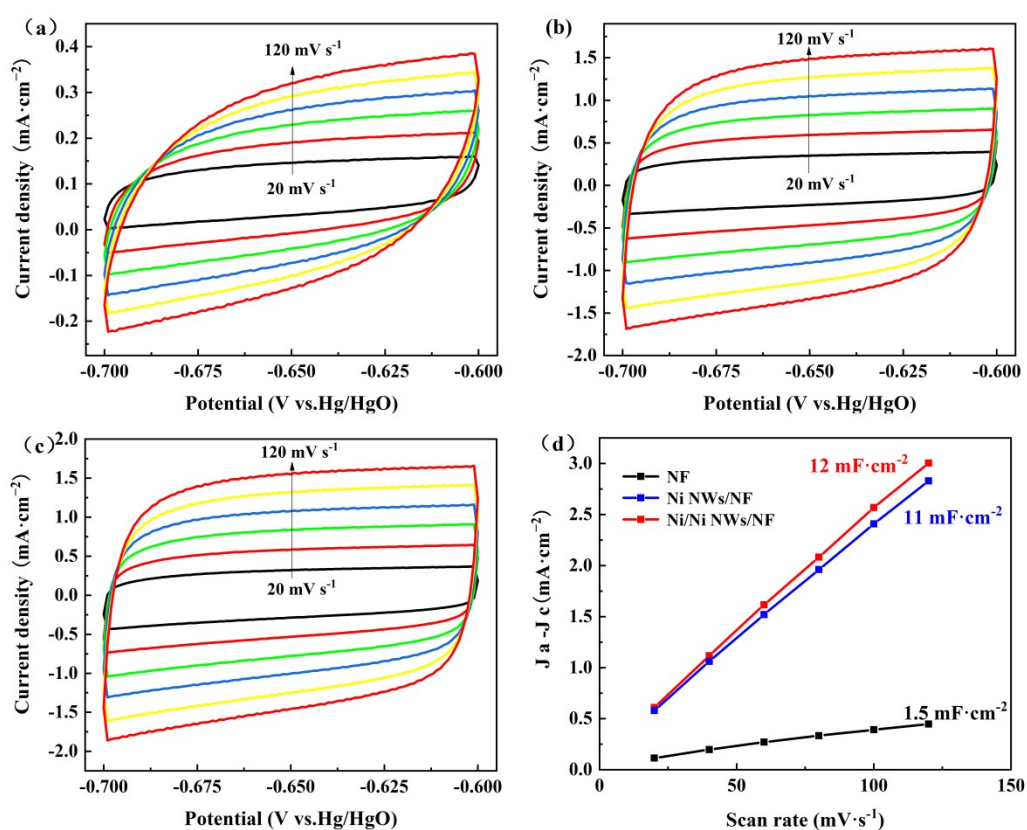 (a)
0.4
0.3
0.2
0.1
0.0
-0.1
-0.2
Current density (mA·cm⁻²)
120 mV s⁻¹
20 mV s⁻¹
-0.700 -0.675 -0.650 -0.625 -0.600
Potential (V vs.Hg/HgO)
(b)
1.5
1.0
0.5
0.0
-0.5
-1.0
-1.5
-2.0
Current density (mA·cm⁻²)
120 mV s⁻¹
20 mV s⁻¹
-0.700 -0.675 -0.650 -0.625 -0.600
Potential (V vs.Hg/HgO)
(c)
2.0
1.5
1.0
0.5
0.0
-0.5
-1.0
-1.5
-2.0
Current density (mA·cm⁻²)
120 mV s⁻¹
20 mV s⁻¹
-0.700 -0.675 -0.650 -0.625 -0.600
Potential (V vs.Hg/HgO)
(d)
3.0
2.5
2.0
1.5
1.0
0.5
0.0
J a -J c (mA·cm⁻²)
NF
Ni NWs/NF
Ni/Ni NWs/NF
12 mF·cm⁻²
11 mF·cm⁻²
1.5 mF·cm⁻²
0 50 100 150
Scan rate (mV·s⁻¹)